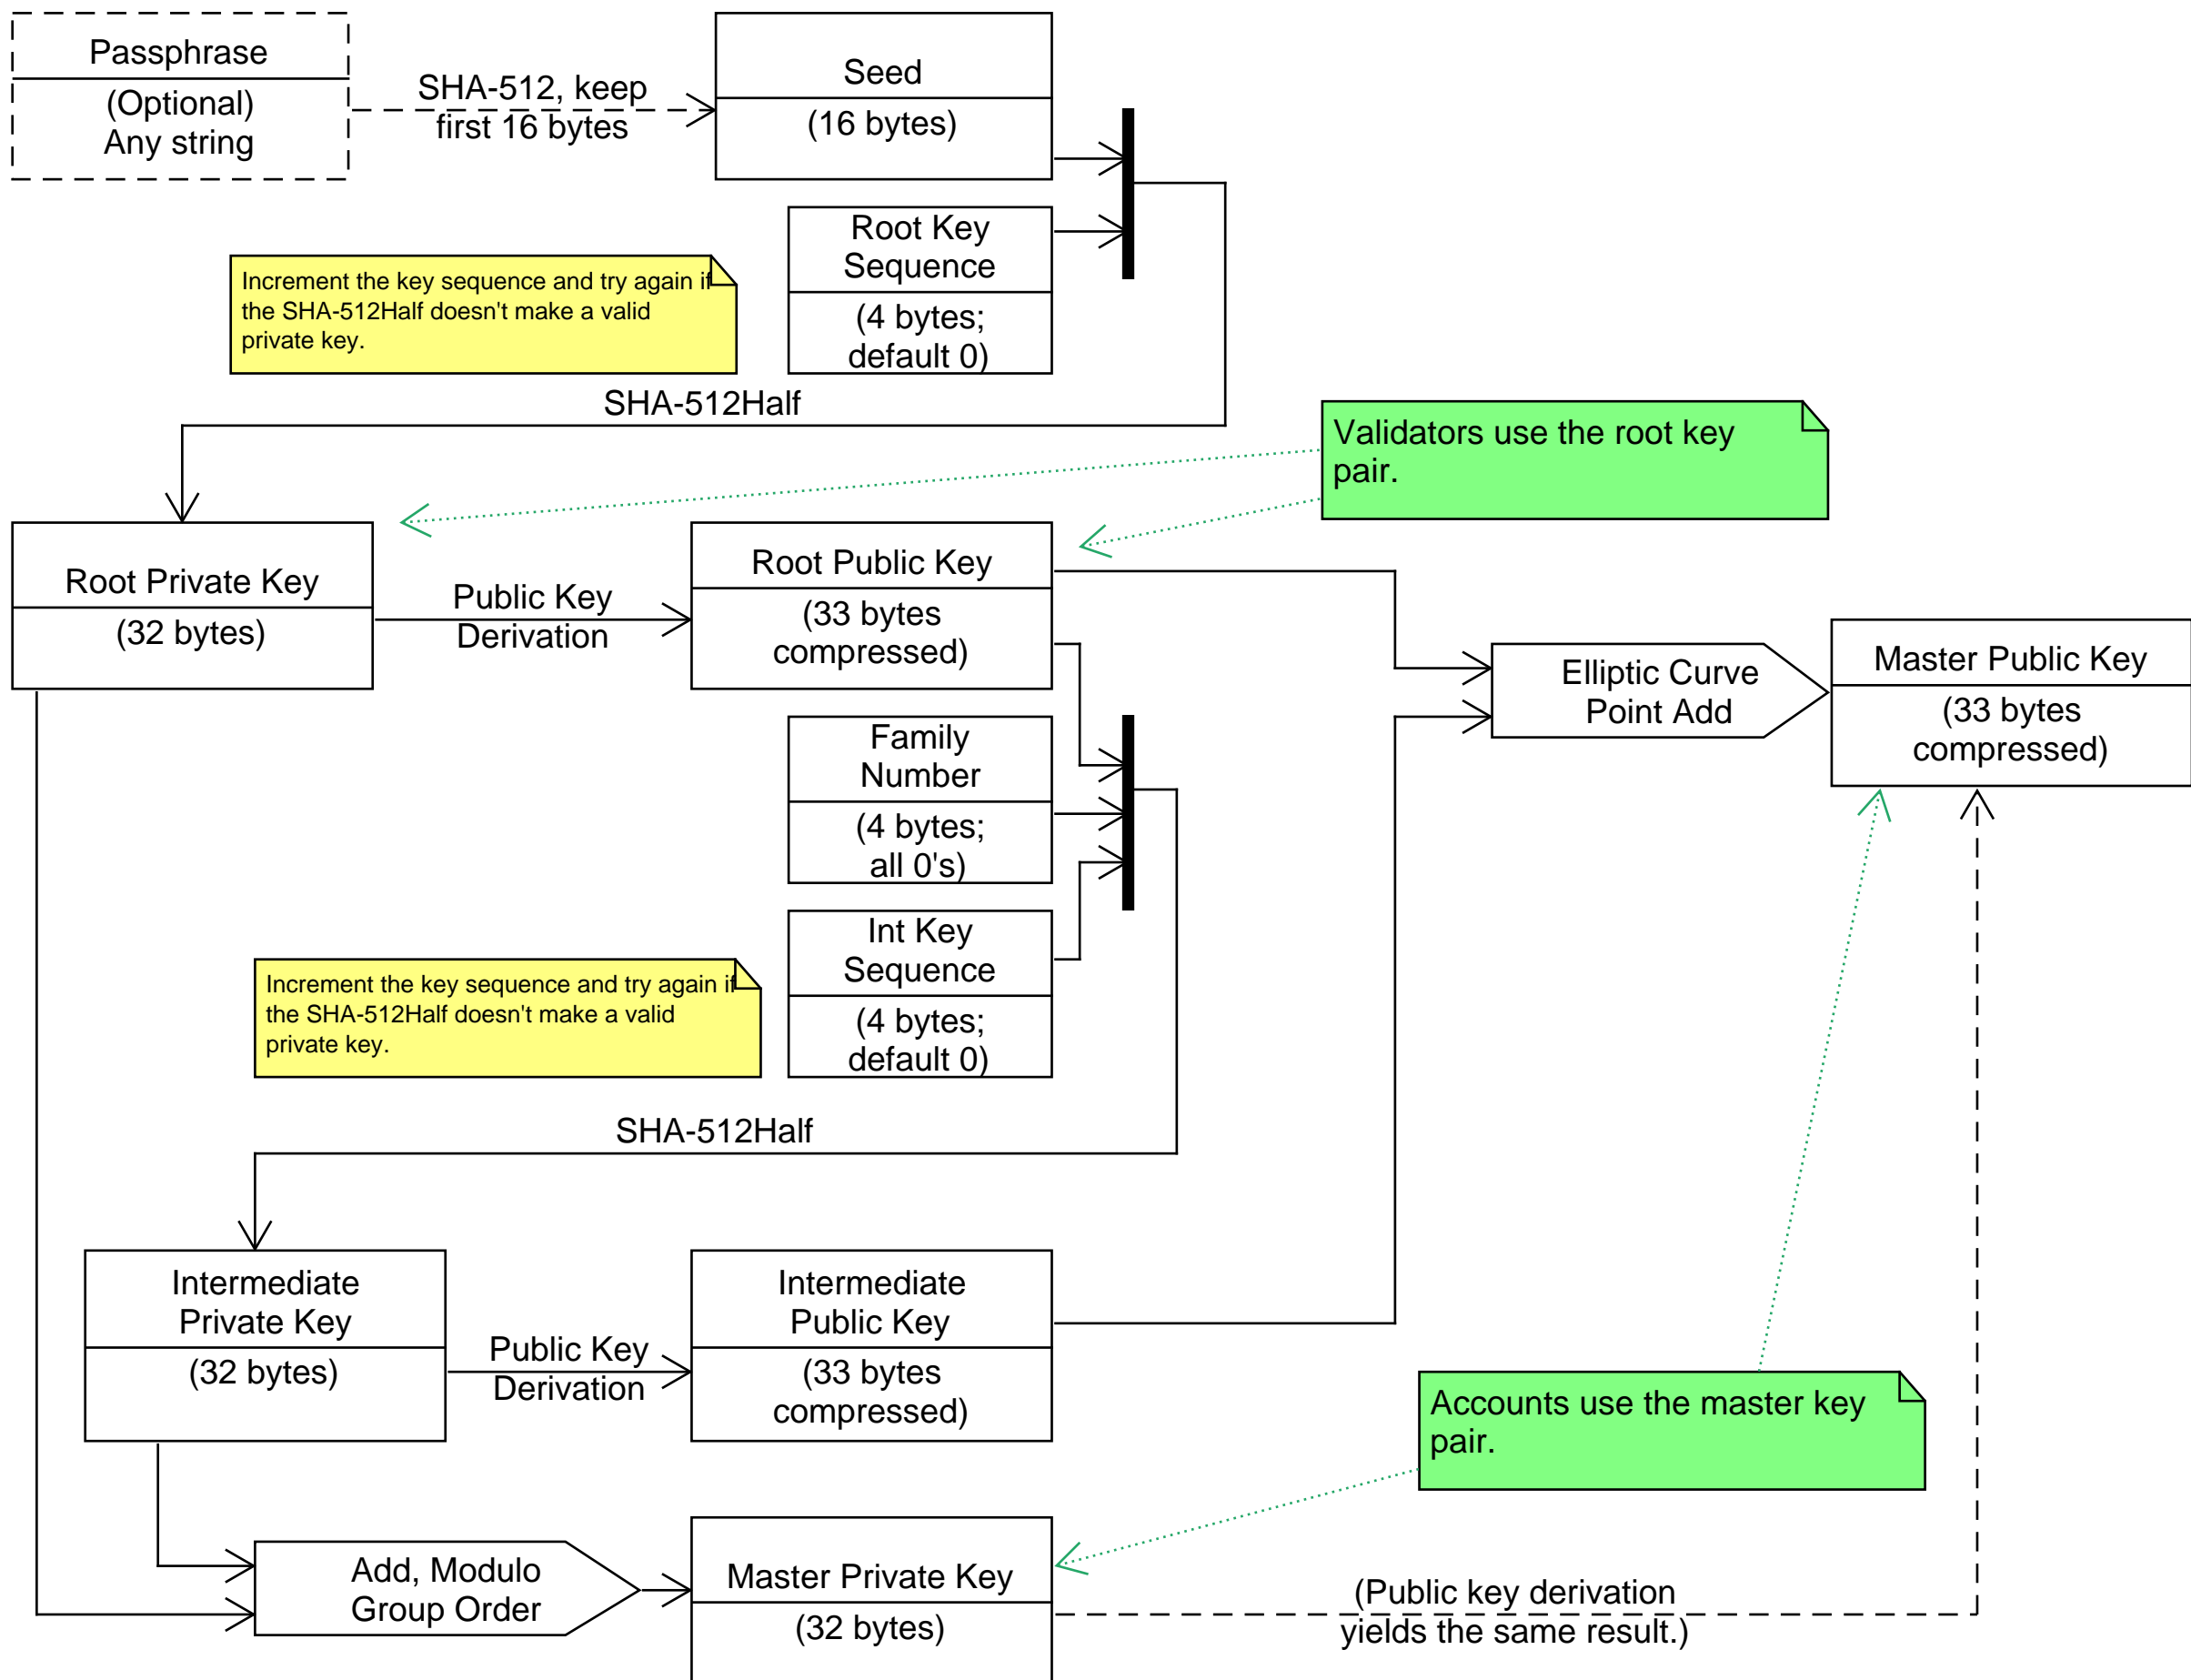 Passphrase
(Optional)
Any string
SHA-512, keep
first 16 bytes
Seed
(16 bytes)
Root Key
Sequence
(4 bytes;
default 0)
Increment the key sequence and try again if
the SHA-512Half doesn't make a valid
private key.
SHA-512Half
Validators use the root key
pair.
Root Private Key
(32 bytes)
Public Key
Derivation
Root Public Key
(33 bytes
compressed)
Elliptic Curve
Point Add
Master Public Key
(33 bytes
compressed)
Family
Number
(4 bytes;
all 0's)
Int Key
Sequence
(4 bytes;
default 0)
Increment the key sequence and try again if
the SHA-512Half doesn't make a valid
private key.
SHA-512Half
Intermediate
Private Key
(32 bytes)
Public Key
Derivation
Intermediate
Public Key
(33 bytes
compressed)
Accounts use the master key
pair.
Add, Modulo
Group Order
Master Private Key
(32 bytes)
(Public key derivation
yields the same result.)